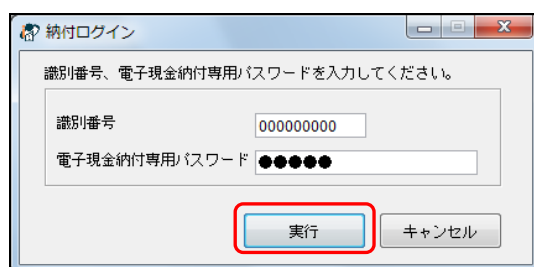 納付ログイン
識別番号、電子現金納付専用パスワードを入力してください。
識別番号 000000000
電子現金納付専用パスワード ●●●●●
実行 キャンセル